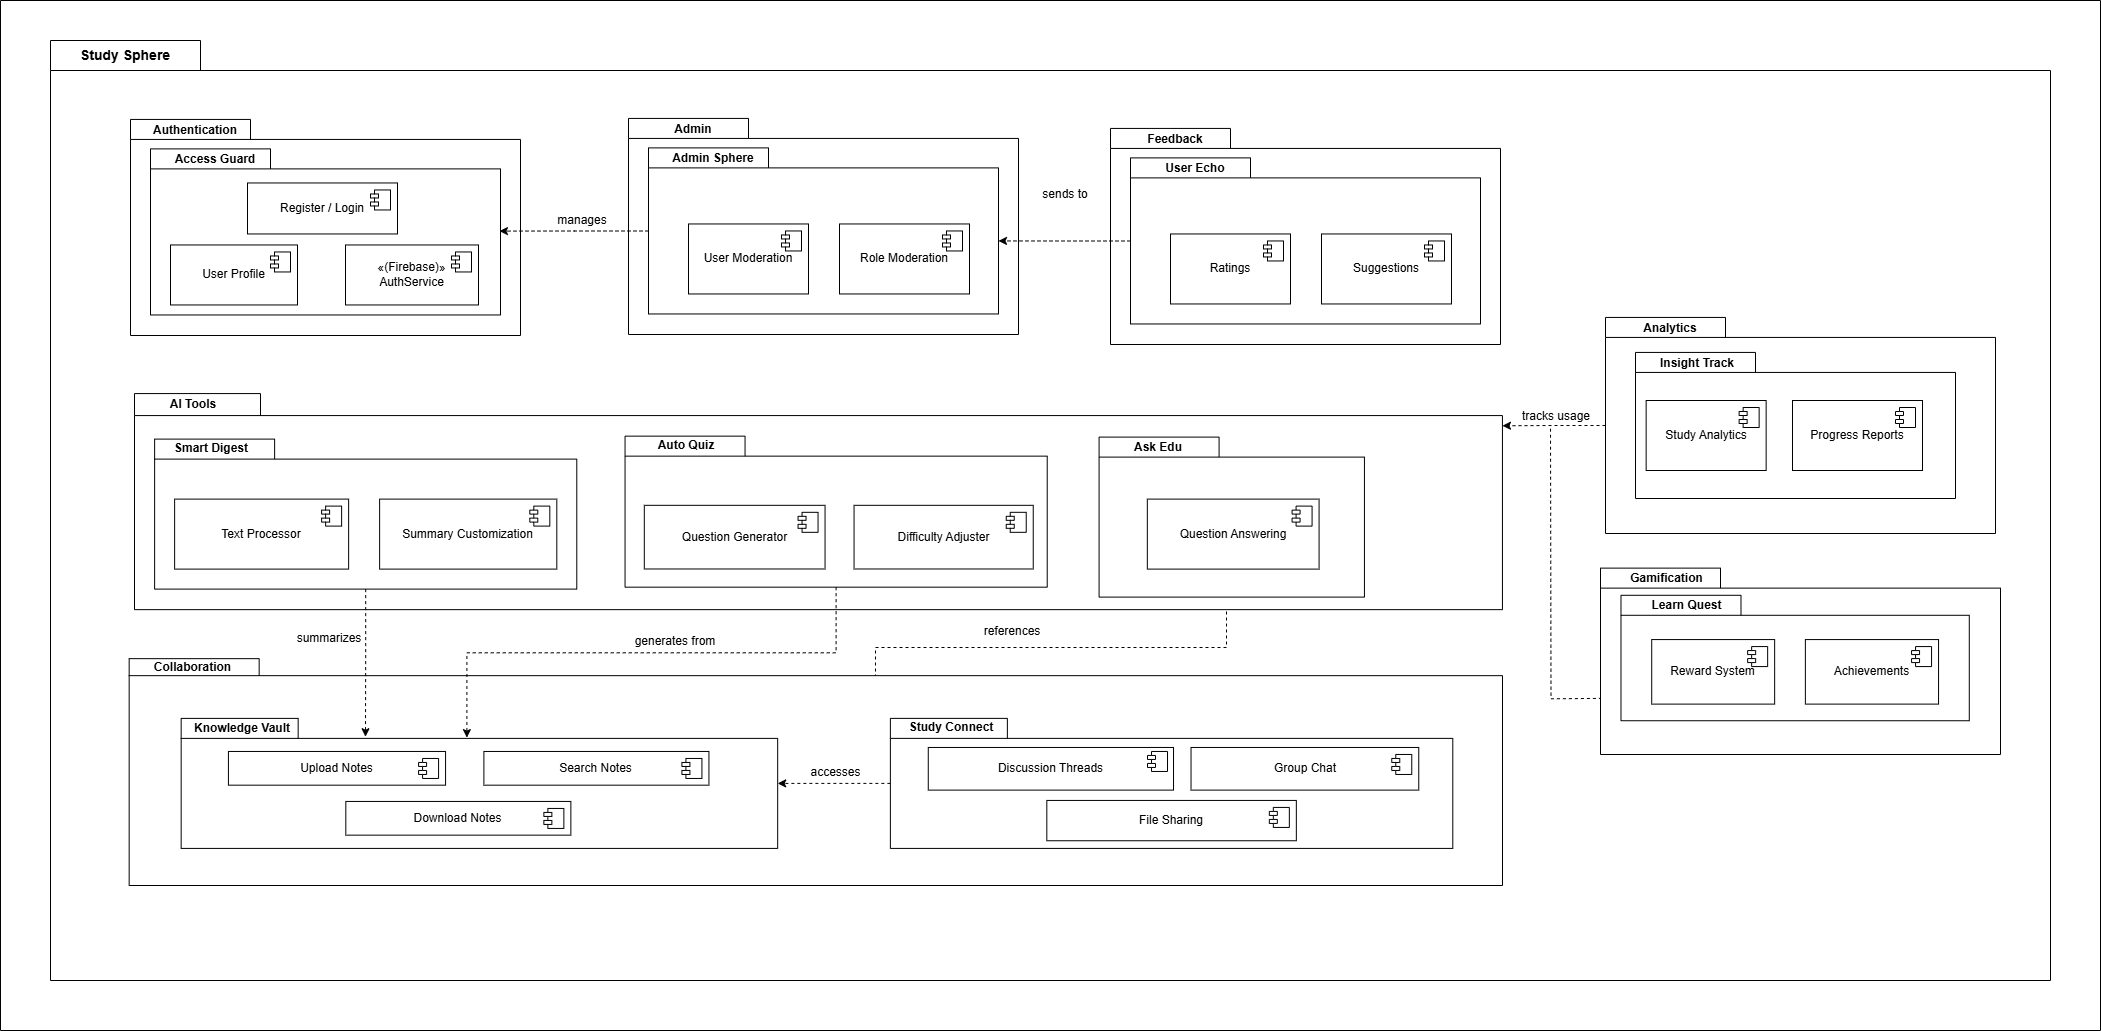 Study Sphere
Authentication
Access Guard
Register / Login
User Profile
«(Firebase)»
AuthService
manages
Admin
Admin Sphere
User Moderation
Role Moderation
sends to
Feedback
User Echo
Ratings
Suggestions
Analytics
Insight Track
Study Analytics
Progress Reports
tracks usage
AI Tools
Smart Digest
Text Processor
Summary Customization
Auto Quiz
Question Generator
Difficulty Adjuster
Ask Edu
Question Answering
Gamification
Learn Quest
Reward System
Achievements
summarizes
generates from
references
Collaboration
Knowledge Vault
Upload Notes
Search Notes
Download Notes
accesses
Study Connect
Discussion Threads
Group Chat
File Sharing